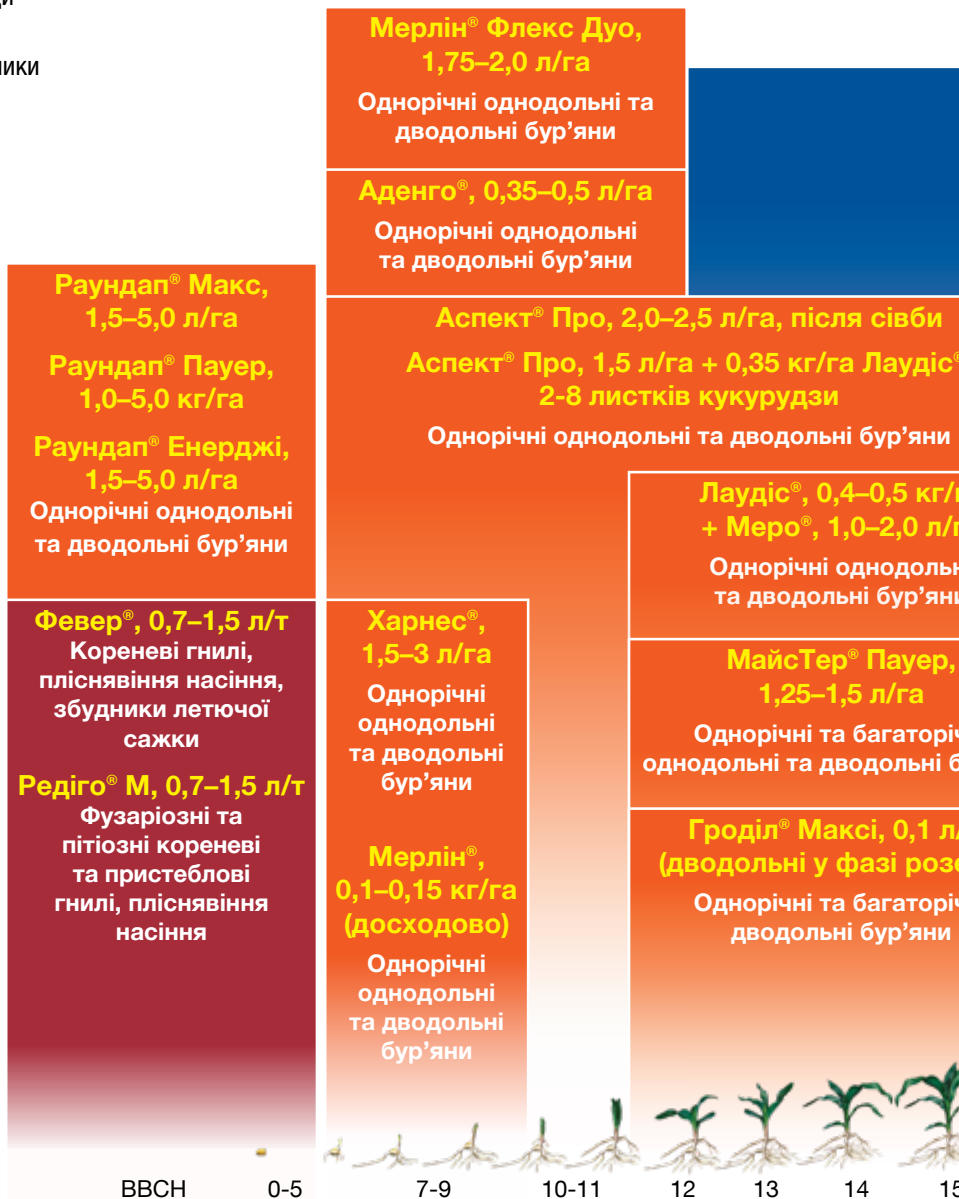 Мерлін® Флекс Дуо,
1,75–2,0 л/га
Однорічні однодольні та
дводольні бур’яни
Аденго®, 0,35–0,5 л/га
Однорічні однодольні
та дводольні бур’яни
Раундап® Макс,
1,5–5,0 л/га
Раундап® Пауер,
1,0–5,0 кг/га
Раундап® Енерджі,
1,5–5,0 л/га
Однорічні однодольні
та дводольні бур’яни
Аспект® Про, 2,0–2,5 л/га, після сівби
Аспект® Про, 1,5 л/га + 0,35 кг/га Лаудіс®
2-8 листків кукурудзи
Однорічні однодольні та дводольні бур’яни
Лаудіс®, 0,4–0,5 кг/
+ Меро®, 1,0–2,0 л/
Однорічні однодольн
та дводольні бур’ян
Февер®, 0,7–1,5 л/т
Кореневі гнилі,
пліснявіння насіння,
збудники летючої
сажки
Редіго® М, 0,7–1,5 л/т
Фузаріозні та
пітіозні кореневі
та пристеблові
гнилі, пліснявіння
насіння
Харнес®,
1,5–3 л/га
Однорічні
однодольні
та дводольні
бур’яни
Мерлін®,
0,1–0,15 кг/га
(досходово)
Однорічні
однодольні
та дводольні
бур’яни
МайсТер® Пауер,
1,25–1,5 л/га
Однорічні та багаторіч
однодольні та дводольні б
Гроділ® Максі, 0,1 л/
(дводольні у фазі розе
Однорічні та багаторіч
дводольні бур’яни
ВВСН 0-5 7-9 10-11 12 13 14 15